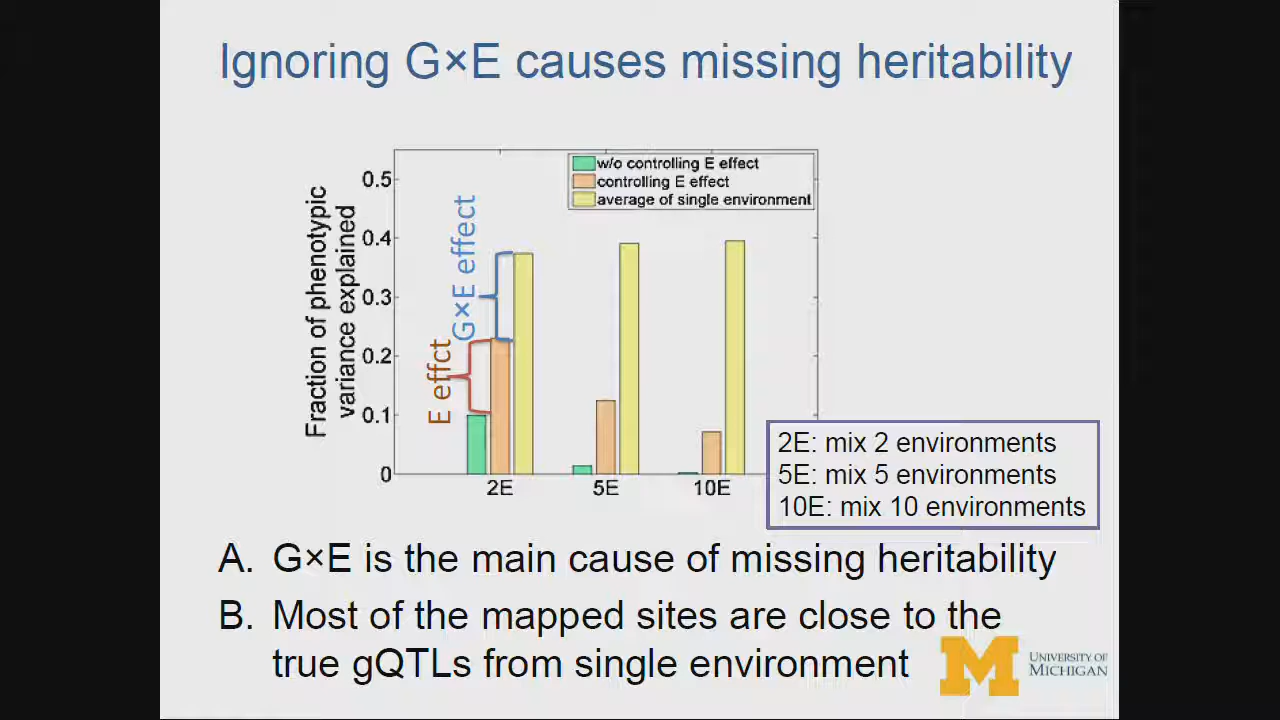 Ignoring G×E causes missing heritability
Fraction of phenotypic
variance explained
0.5
0.4
0.3
0.2
0.1
0
w/o controlling E effect
controlling E effect
average of single environment
G×E effect
E effct
2E
5E
10E
2E: mix 2 environments
5E: mix 5 environments
10E: mix 10 environments
A. G×E is the main cause of missing heritability
B. Most of the mapped sites are close to the
true gQTLs from single environment
M
UNIVERSITY OF
MICHIGAN